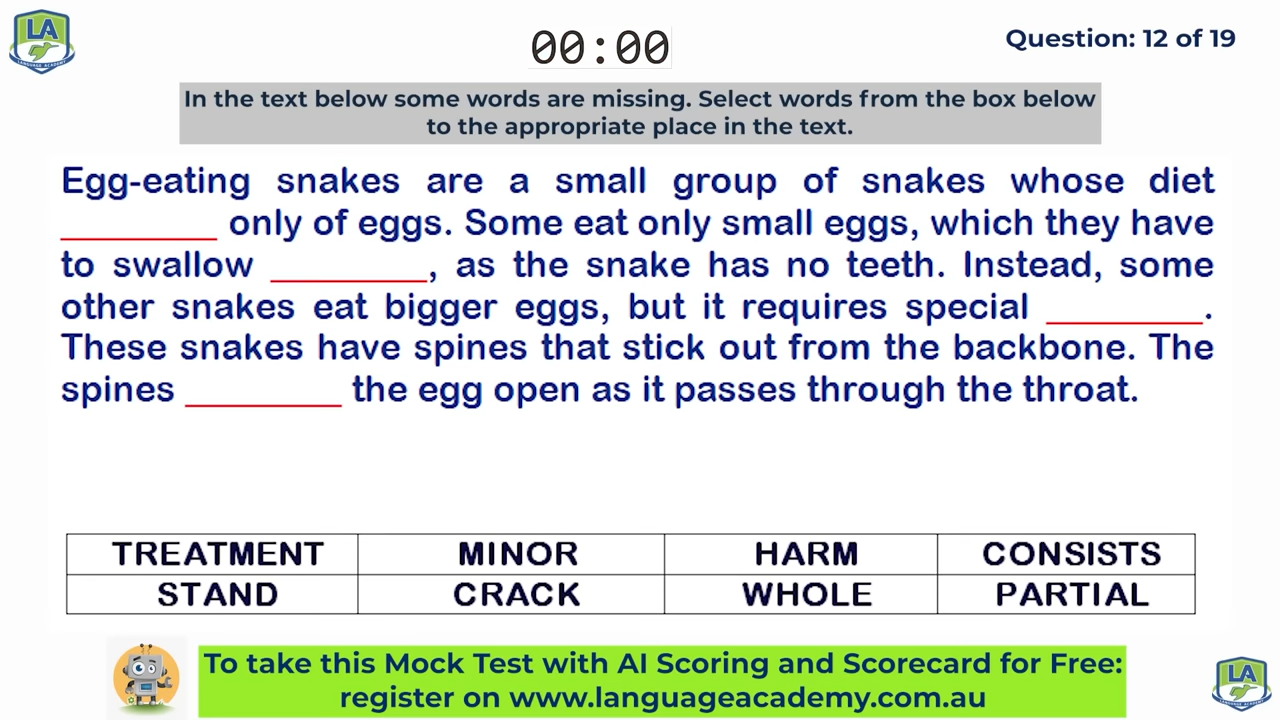 LA
LANGUAGE ACADEMY
00:00
Question: 12 of 19
In the text below some words are missing. Select words from the box below
to the appropriate place in the text.
Egg-eating snakes are a small group of snakes whose diet
_________ only of eggs. Some eat only small eggs, which they have
to swallow _________, as the snake has no teeth. Instead, some
other snakes eat bigger eggs, but it requires special _________.
These snakes have spines that stick out from the backbone. The
spines _________ the egg open as it passes through the throat.
TREATMENT MINOR HARM CONSISTS
STAND CRACK WHOLE PARTIAL
To take this Mock Test with AI Scoring and Scorecard for Free:
register on www.languageacademy.com.au
LA